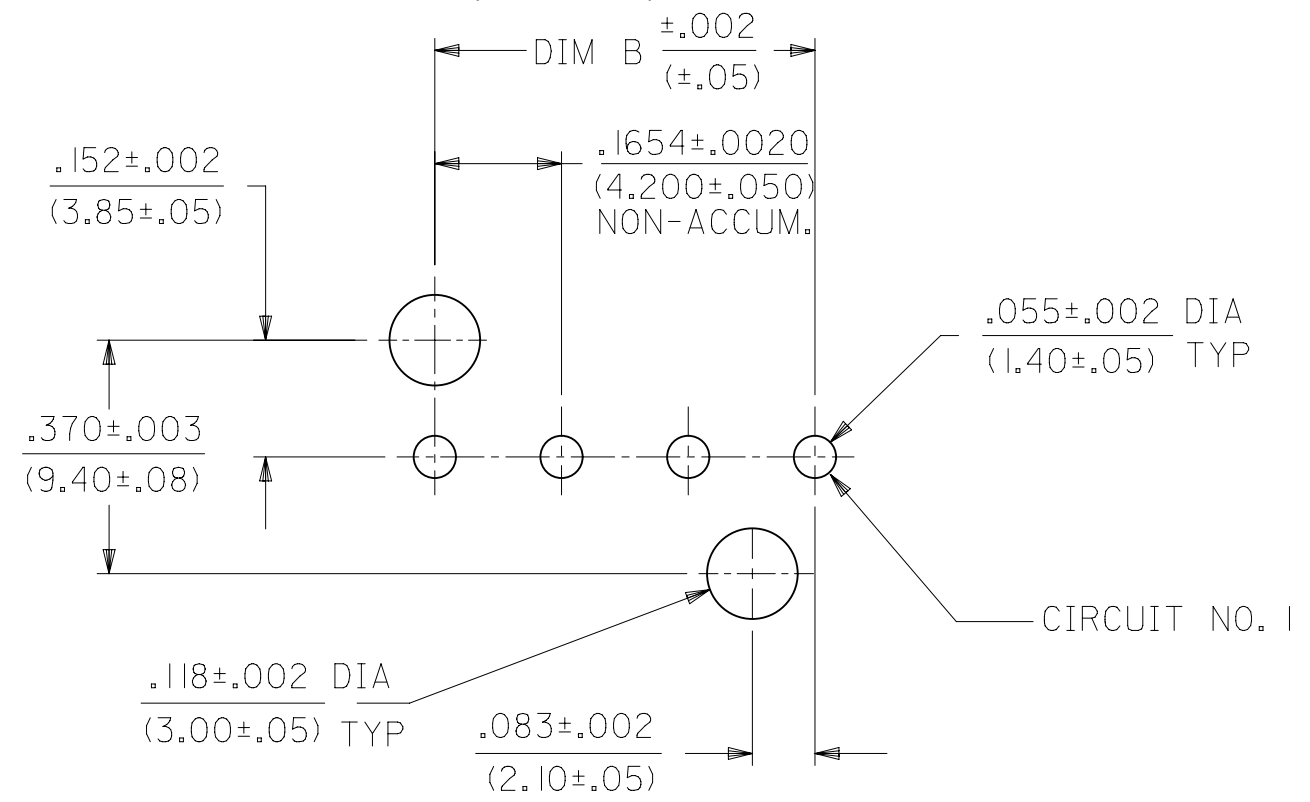 DIM B ±.002
(±.05)
.1654±.0020
(4.200±.050)
NON-ACCUM.
.152±.002
(3.85±.05)
.055±.002 DIA
(1.40±.05) TYP
.370±.003
(9.40±.08)
CIRCUIT NO.
.118±.002 DIA
(3.00±.05) TYP
.083±.002
(2.10±.05)